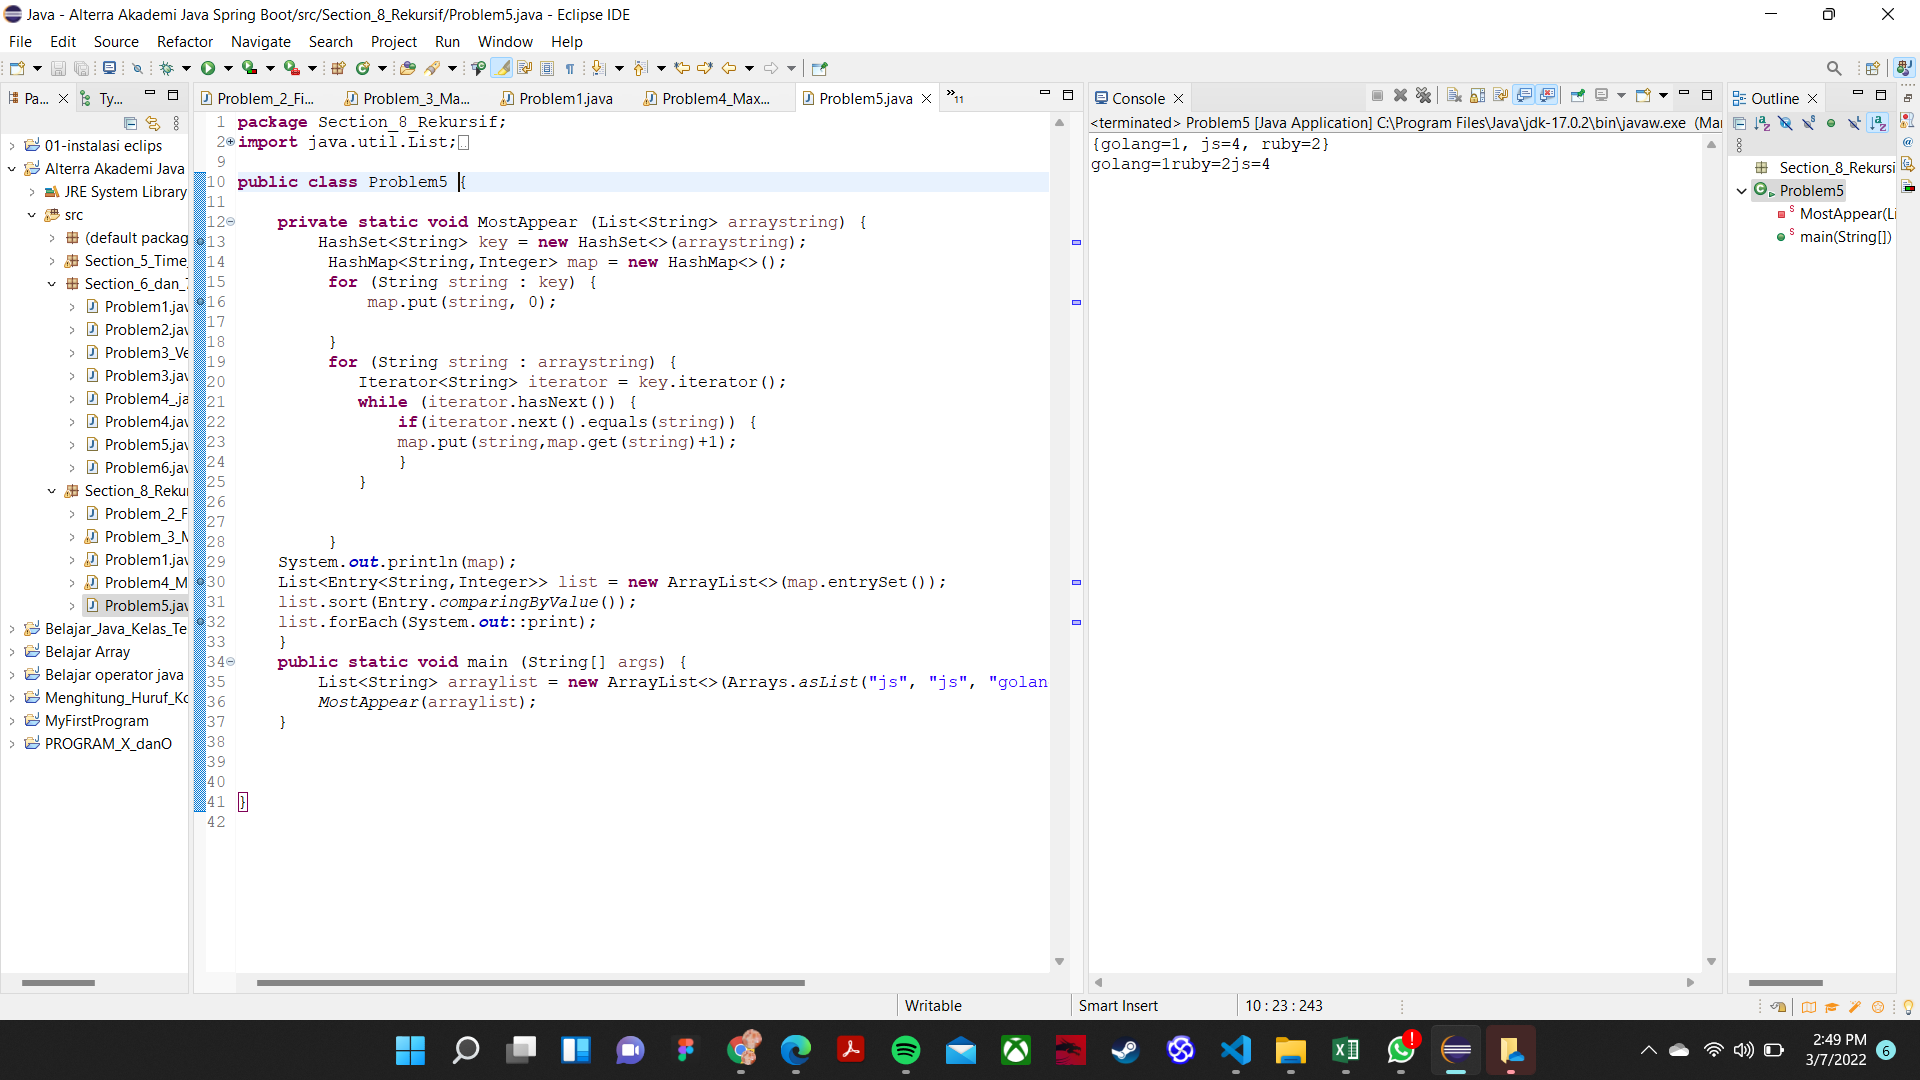 Java - Alterra Akademi Java Spring Boot/src/Section_8_Rekursif/Problem5.java - Eclipse IDE
File Edit Source Refactor Navigate Search Project Run Window Help
Pa... Ty...
01-instalasi eclips
Alterra Akademi Java
JRE System Library
src
(default packag
Section_5_Time_
Section_6_dan_7
Problem1.jav
Problem2.jav
Problem3_Ve
Problem3.jav
Problem4_.ja
Problem4.jav
Problem5.jav
Problem6.jav
Section_8_Reku
Problem_2_F
Problem_3_M
Problem1.jav
Problem4_M
Problem5.jav
Belajar_Java_Kelas_Te
Belajar Array
Belajar operator java
Menghitung_Huruf_Ko
MyFirstProgram
PROGRAM_X_danO
Problem_2_Fi... Problem_3_Ma... Problem1.java Problem4_Max... Problem5.java »11
1 package Section_8_Rekursif;
2 import java.util.List;
9
10 public class Problem5 {
11
12 private static void MostAppear (List<String> arraystring) {
13 HashSet<String> key = new HashSet<>(arraystring);
14 HashMap<String,Integer> map = new HashMap<>();
15 for (String string : key) {
16 map.put(string, 0);
17
18 }
19 for (String string : arraystring) {
20 Iterator<String> iterator = key.iterator();
21 while (iterator.hasNext()) {
22 if(iterator.next().equals(string)) {
23 map.put(string,map.get(string)+1);
24 }
25 }
26
27
28 }
29 System.out.println(map);
30 List<Entry<String,Integer>> list = new ArrayList<>(map.entrySet());
31 list.sort(Entry.comparingByValue());
32 list.forEach(System.out::print);
33 }
34 public static void main (String[] args) {
35 List<String> arraylist = new ArrayList<>(Arrays.asList("js", "js", "golan
36 MostAppear(arraylist);
37 }
38
39
40
41 }
42
Console
<terminated> Problem5 [Java Application] C:\Program Files\Java\jdk-17.0.2\bin\javaw.exe (Mar
{golang=1, js=4, ruby=2}
golang=1ruby=2js=4
Outline
Section_8_Rekursi
Problem5
MostAppear(Li
main(String[])
Writable Smart Insert 10 : 23 : 243
2:49 PM
3/7/2022
6